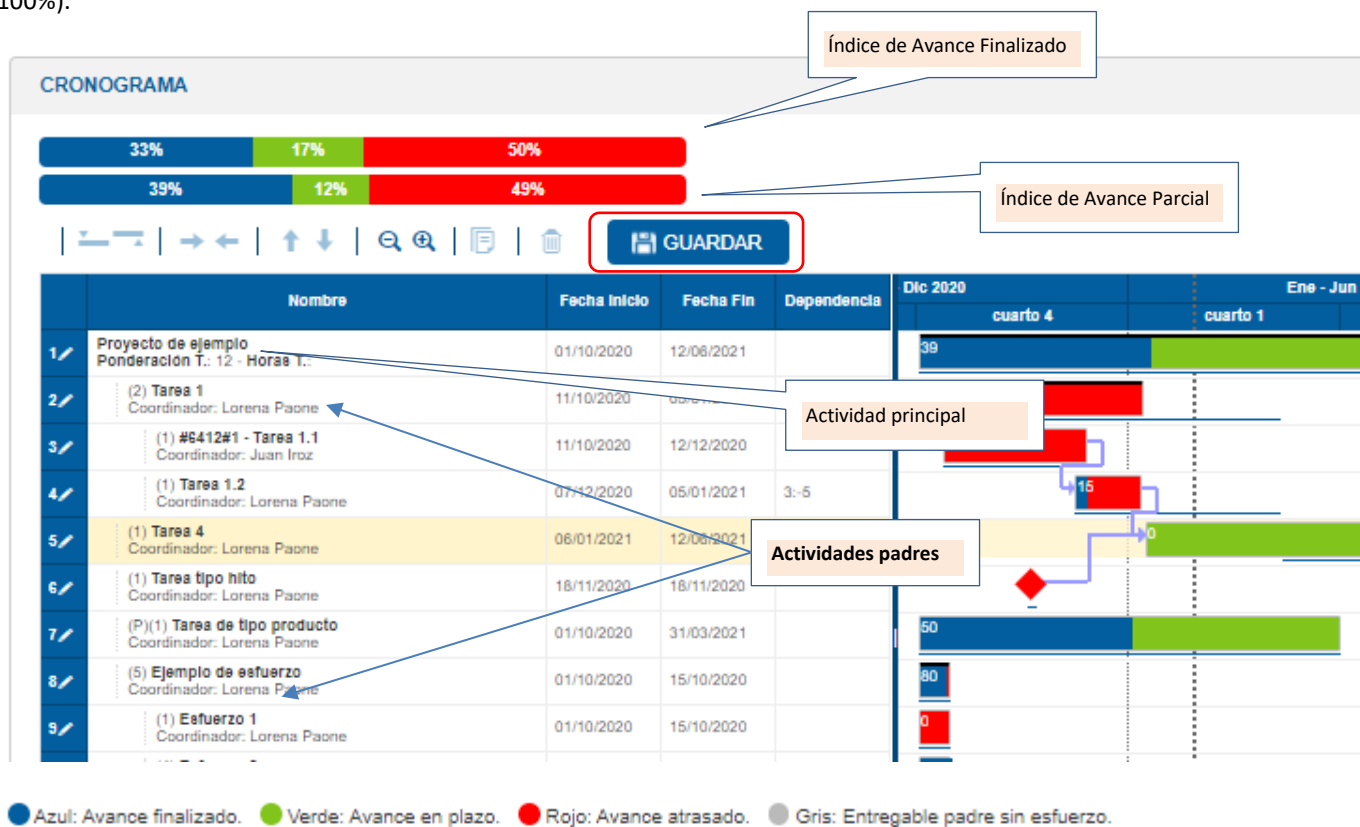 100%).
Índice de Avance Finalizado
CRONOGRAMA
33% 17% 50%
39% 12% 49%
Índice de Avance Parcial
GUARDAR
Nombre Fecha Inicio Fecha Fin Dependencia Dic 2020 Ene - Jun
cuarto 4 cuarto 1
1 Proyecto de ejemplo 01/10/2020 12/06/2021 39
Ponderación T.: 12 - Horas T.:
2 (2) Tarea 1 11/10/2020
Coordinador: Lorena Paone
Actividad principal
3 (1) #6412#1 - Tarea 1.1 11/10/2020 12/12/2020
Coordinador: Juan Iroz
4 (1) Tarea 1.2 07/12/2020 05/01/2021 3:-5 15
Coordinador: Lorena Paone
5 (1) Tarea 4 06/01/2021 12/06/2021 0
Coordinador: Lorena Paone
Actividades padres
6 (1) Tarea tipo hito 18/11/2020 18/11/2020
Coordinador: Lorena Paone
7 (P)(1) Tarea de tipo producto 01/10/2020 31/03/2021 50
Coordinador: Lorena Paone
8 (5) Ejemplo de esfuerzo 01/10/2020 15/10/2020 80
Coordinador: Lorena Paone
9 (1) Esfuerzo 1 01/10/2020 15/10/2020 0
Coordinador: Lorena Paone
Azul: Avance finalizado. Verde: Avance en plazo. Rojo: Avance atrasado. Gris: Entregable padre sin esfuerzo.